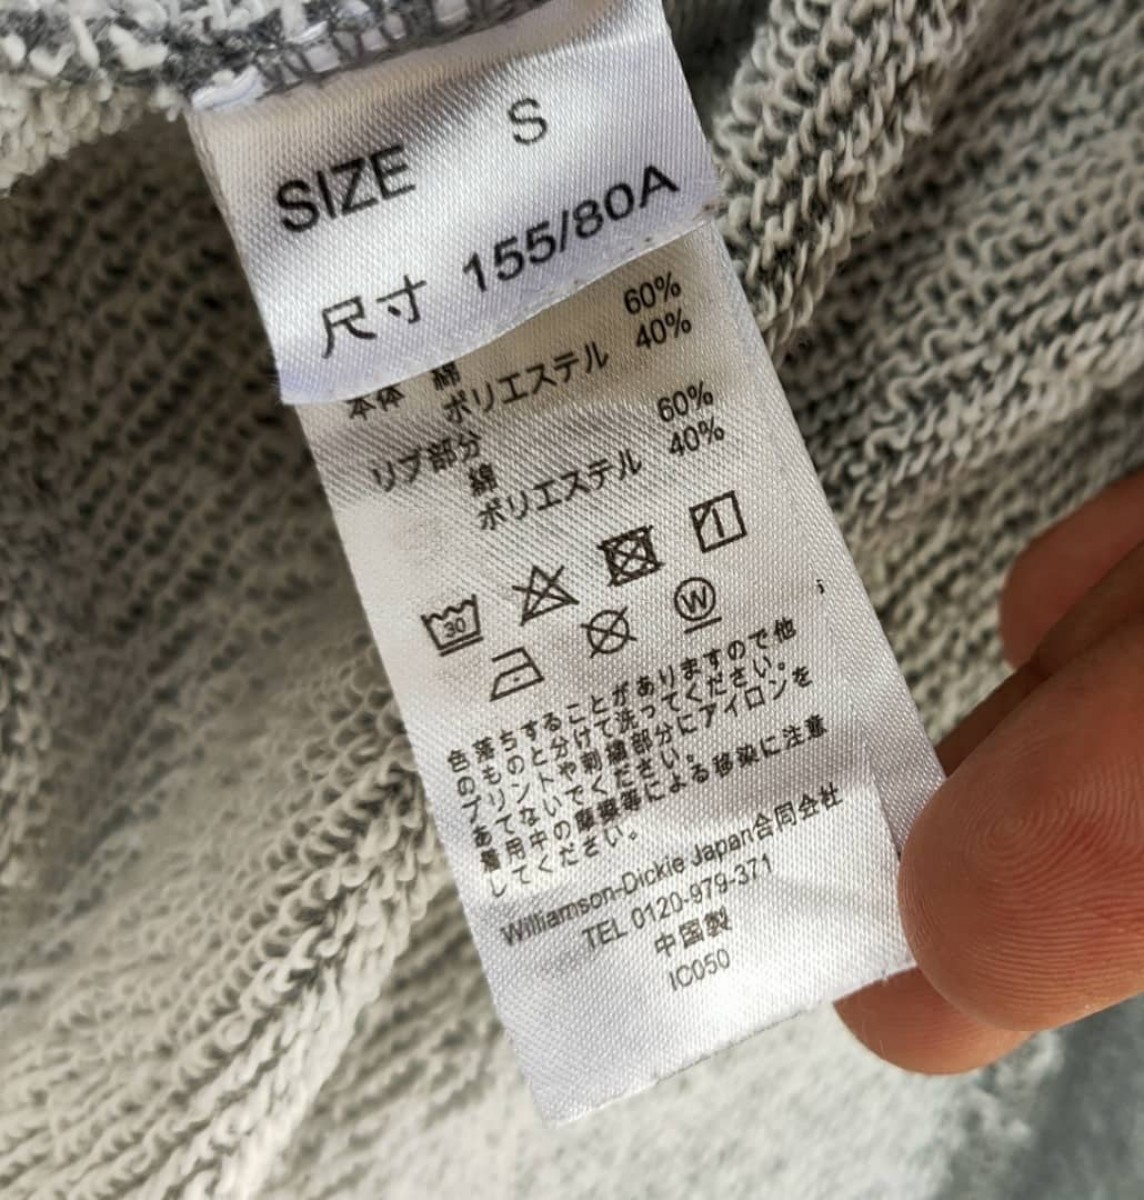 SIZE S
尺寸 155/80A
本体 綿 60%
ポリエステル 40%
リブ部分
綿 60%
ポリエステル 40%
30
W
色落ちすることがありますので他
のものと分けて洗ってください。
プリントや刺繍部分にアイロンを
あてないでください。
着用中の摩擦等による移染に注意
してください。
Williamson-Dickie Japan合同会社
TEL 0120-979-371
中国製
IC050